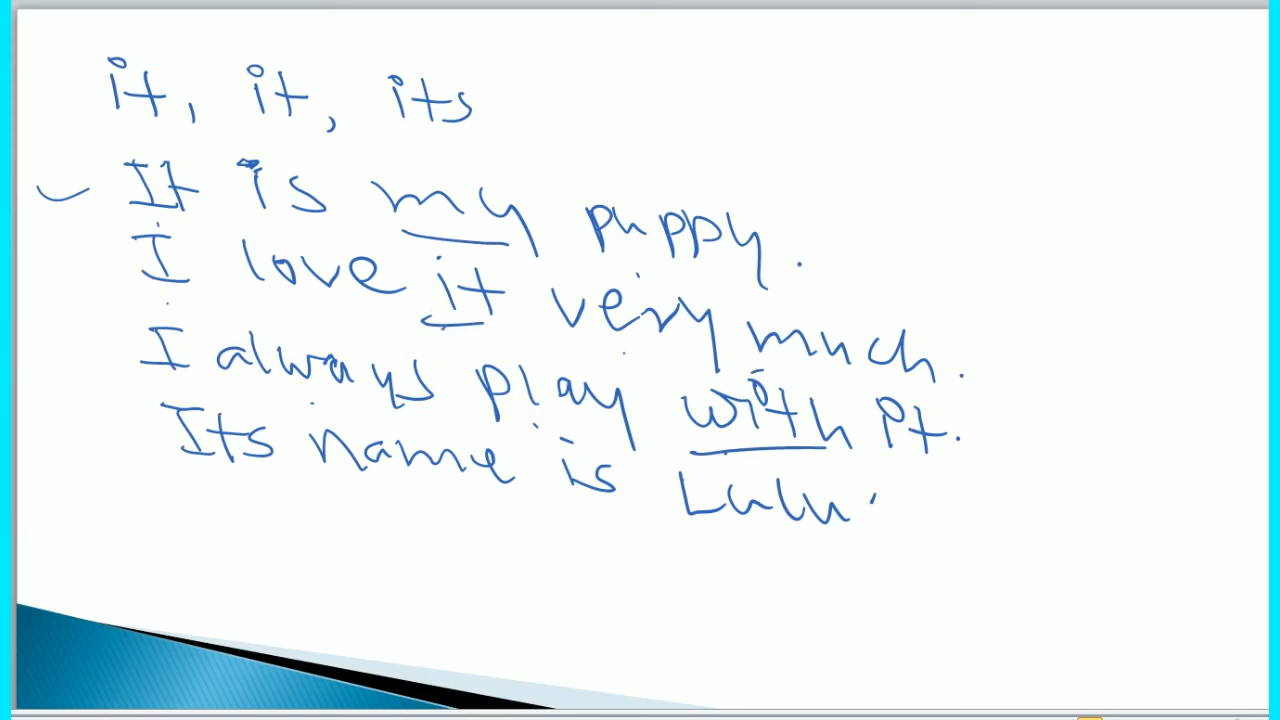 it, it, its
It is my puppy.
I love it very much.
I always play with it.
Its name is Lulu.